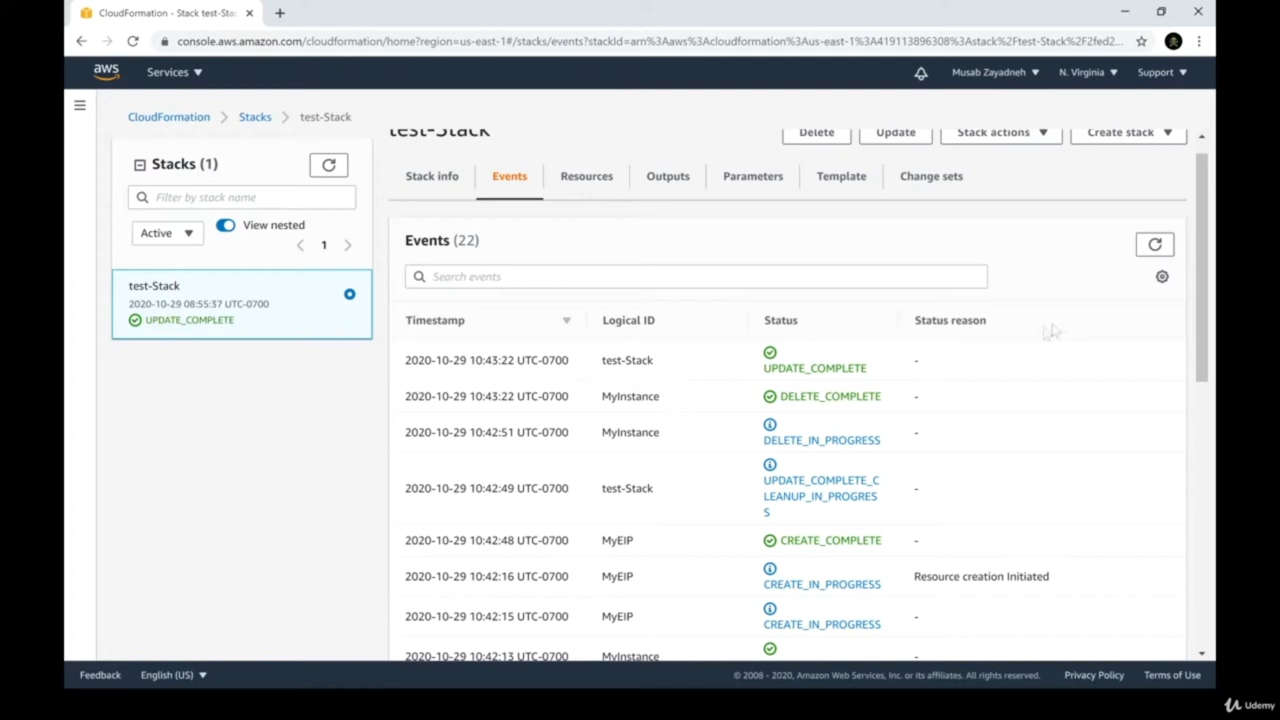 CloudFormation - Stack test-Stac
console.aws.amazon.com/cloudformation/home?region=us-east-1#/stacks/events?stackId=arn%3Aaws%3Acloudformation%3Aus-east-1%3A419113896308%3Astack%2Ftest-Stack%2F2fed2...
aws Services Musab Zayadneh N. Virginia Support
CloudFormation Stacks test-Stack
Stacks (1)
Filter by stack name
Active View nested
1
test-Stack
2020-10-29 08:55:37 UTC-0700
UPDATE_COMPLETE
test-Stack
Delete Update Stack actions Create stack
Stack info Events Resources Outputs Parameters Template Change sets
Events (22)
Search events
Timestamp Logical ID Status Status reason
2020-10-29 10:43:22 UTC-0700 test-Stack UPDATE_COMPLETE -
2020-10-29 10:43:22 UTC-0700 MyInstance DELETE_COMPLETE -
2020-10-29 10:42:51 UTC-0700 MyInstance DELETE_IN_PROGRESS -
2020-10-29 10:42:49 UTC-0700 test-Stack UPDATE_COMPLETE_C
LEANUP_IN_PROGRES
S -
2020-10-29 10:42:48 UTC-0700 MyEIP CREATE_COMPLETE -
2020-10-29 10:42:16 UTC-0700 MyEIP CREATE_IN_PROGRESS Resource creation Initiated
2020-10-29 10:42:15 UTC-0700 MyEIP CREATE_IN_PROGRESS -
2020-10-29 10:42:13 UTC-0700 MyInstance -
Feedback English (US) © 2008 - 2020, Amazon Web Services, Inc. or its affiliates. All rights reserved. Privacy Policy Terms of Use
Udemy